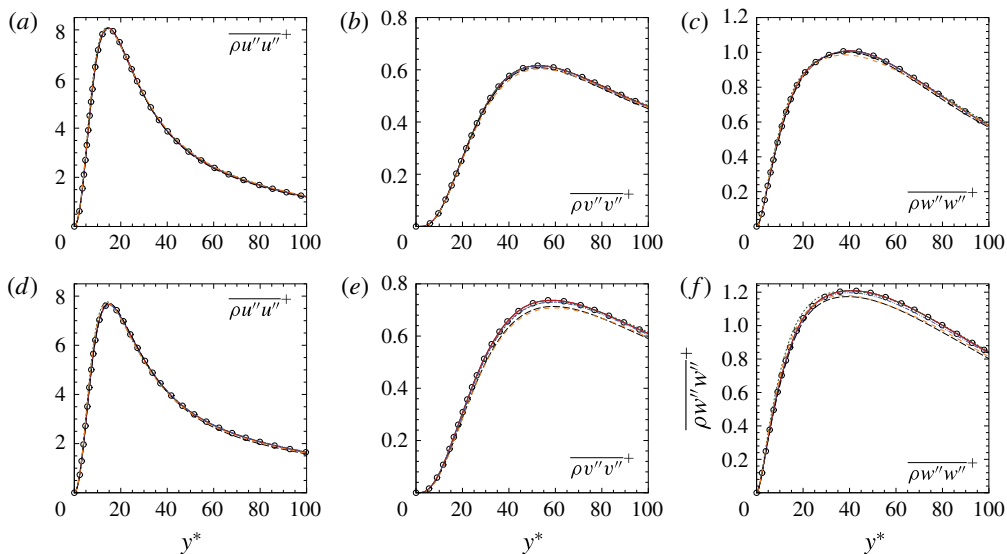 (a) 8 6 4 2 0 20 40 60 80 100 ρu″u″⁺
(b) 0.8 0.6 0.4 0.2 0 20 40 60 80 100 ρv″v″⁺
(c) 1.2 1.0 0.8 0.6 0.4 0.2 0 20 40 60 80 100 ρw″w″⁺
(d) 8 6 4 2 0 20 40 60 80 100 ρu″u″⁺
y*
(e) 0.8 0.6 0.4 0.2 0 20 40 60 80 100 ρv″v″⁺
y*
(f) 1.2 1.0 0.8 0.6 0.4 0.2 0 20 40 60 80 100 ρw″w″⁺
ρw″w″⁺
y*